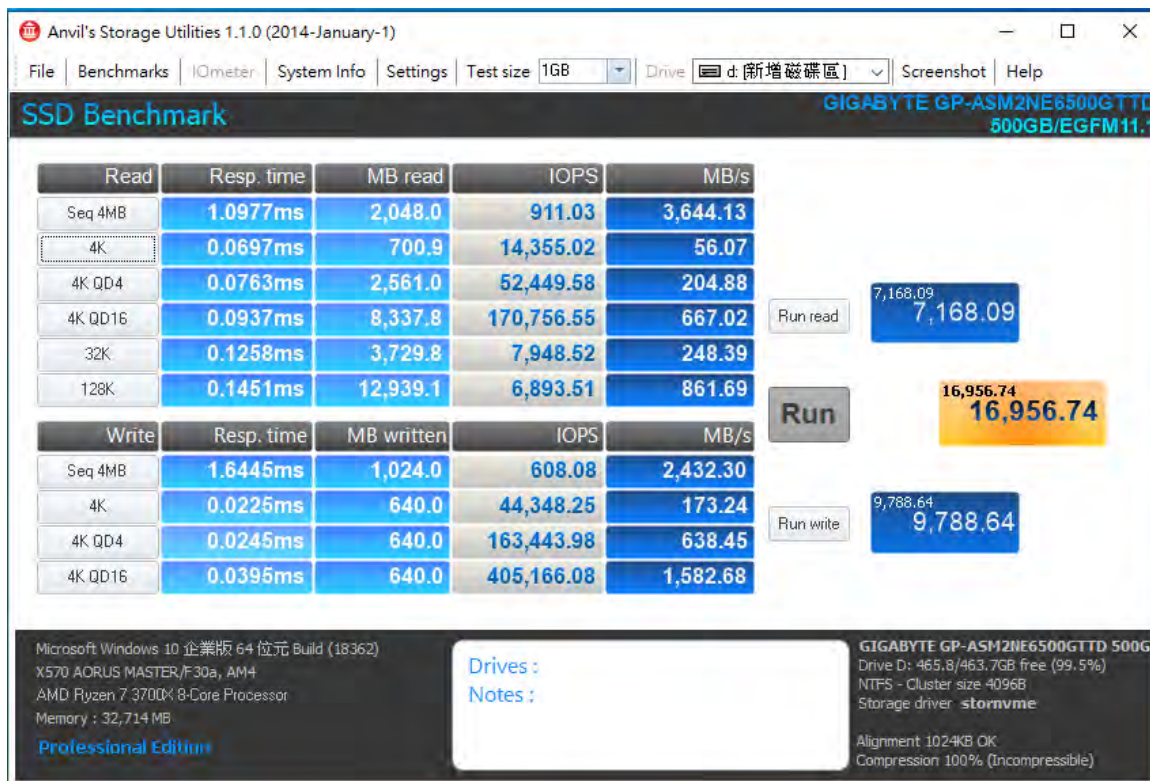 Anvil's Storage Utilities 1.1.0 (2014-January-1)
File Benchmarks IOmeter System Info Settings Test size 1GB Drive d: [新增磁碟區] Screenshot Help
SSD Benchmark
GIGABYTE GP-ASM2NE6500GTTD
500GB/EGFM11.1
Read Resp. time MB read IOPS MB/s
Seq 4MB 1.0977ms 2,048.0 911.03 3,644.13
4K 0.0697ms 700.9 14,355.02 56.07
4K QD4 0.0763ms 2,561.0 52,449.58 204.88
4K QD16 0.0937ms 8,337.8 170,756.55 667.02
32K 0.1258ms 3,729.8 7,948.52 248.39
128K 0.1451ms 12,939.1 6,893.51 861.69
Run read
7,168.09
7,168.09
Run
16,956.74
16,956.74
Write Resp. time MB written IOPS MB/s
Seq 4MB 1.6445ms 1,024.0 608.08 2,432.30
4K 0.0225ms 640.0 44,348.25 173.24
4K QD4 0.0245ms 640.0 163,443.98 638.45
4K QD16 0.0395ms 640.0 405,166.08 1,582.68
Run write
9,788.64
9,788.64
Microsoft Windows 10 企業版 64 位元 Build (18362)
X570 AORUS MASTER/F30a, AM4
AMD Ryzen 7 3700X 8-Core Processor
Memory : 32,714 MB
Professional Edition
Drives :
Notes :
GIGABYTE GP-ASM2NE6500GTTD 500G
Drive D: 465.8/463.7GB free (99.5%)
NTFS - Cluster size 4096B
Storage driver stornvme
Alignment 1024KB OK
Compression 100% (Incompressible)